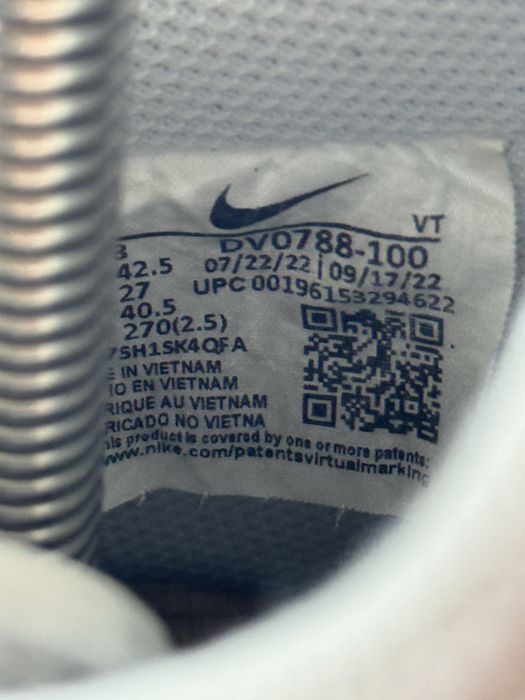 VT
DV0788-100
07/22/22 | 09/17/22
42.5
UPC 00196153294622
27
40.5
270(2.5)
7SH1SK4QFA
IN VIETNAM
EN VIETNAM
RIQUE AU VIETNAM
RICADO NO VIETNA
this product is covered by one or more patents:
www.nike.com/patentsvirtualmarking